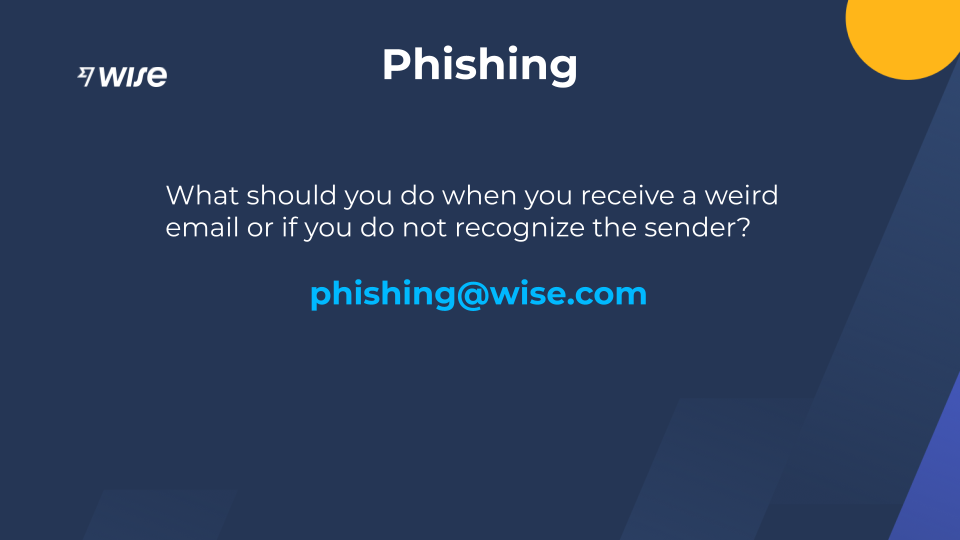 Phishing
wise
What should you do when you receive a weird
email or if you do not recognize the sender?
phishing@wise.com